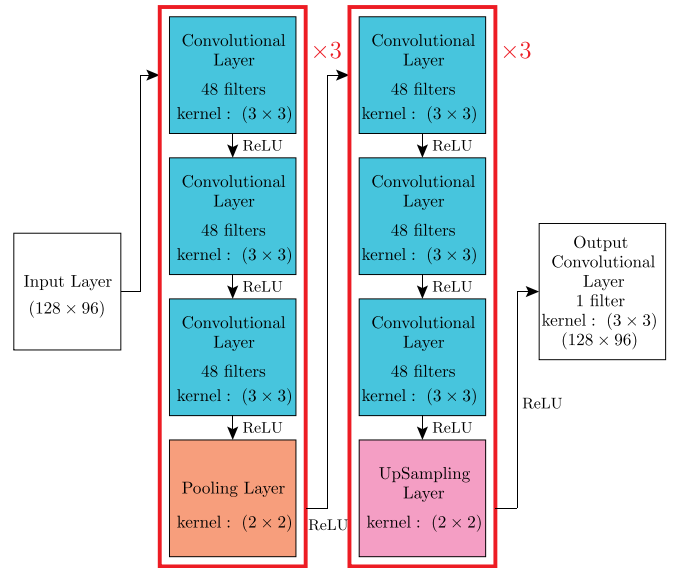 Input Layer
(128 × 96)
×3
Convolutional
Layer
48 filters
kernel : (3 × 3)
ReLU
Convolutional
Layer
48 filters
kernel : (3 × 3)
ReLU
Convolutional
Layer
48 filters
kernel : (3 × 3)
ReLU
Pooling Layer
kernel : (2 × 2)
ReLU
×3
Convolutional
Layer
48 filters
kernel : (3 × 3)
ReLU
Convolutional
Layer
48 filters
kernel : (3 × 3)
ReLU
Convolutional
Layer
48 filters
kernel : (3 × 3)
ReLU
UpSampling
Layer
kernel : (2 × 2)
ReLU
Output
Convolutional
Layer
1 filter
kernel : (3 × 3)
(128 × 96)